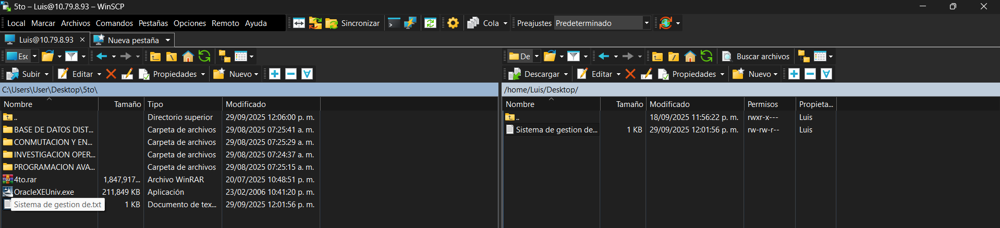 5to – Luis@10.79.8.93 – WinSCP
Local Marcar Archivos Comandos Pestañas Opciones Remoto Ayuda Sincronizar Cola Preajustes Predeterminado
Luis@10.79.8.93 × Nueva pestaña
Esc De Buscar archivos
Subir Editar Propiedades Nuevo Descargar Editar Propiedades Nuevo
C:\Users\User\Desktop\5to\ /home/Luis/Desktop/
Nombre Tamaño Tipo Modificado Nombre Tamaño Modificado Permisos Propieta...
.. Directorio superior 29/09/2025 12:06:00 p. m. .. 18/09/2025 11:56:22 p. m. rwxr-x--- Luis
BASE DE DATOS DIST... Carpeta de archivos 29/08/2025 07:25:41 a. m. Sistema de gestion de... 1 KB 29/09/2025 12:01:56 p. m. rw-rw-r-- Luis
CONMUTACION Y EN... Carpeta de archivos 29/08/2025 07:25:29 a. m.
INVESTIGACION OPER... Carpeta de archivos 29/08/2025 07:24:37 a. m.
PROGRAMACION AVA... Carpeta de archivos 29/08/2025 07:25:15 a. m.
4to.rar 1,847,917... Archivo WinRAR 20/07/2025 10:48:51 p. m.
OracleXEUniv.exe 211,849 KB Aplicación 23/02/2006 10:41:20 p. m.
Sistema de gestion de.txt 1 KB Documento de tex... 29/09/2025 12:01:56 p. m.